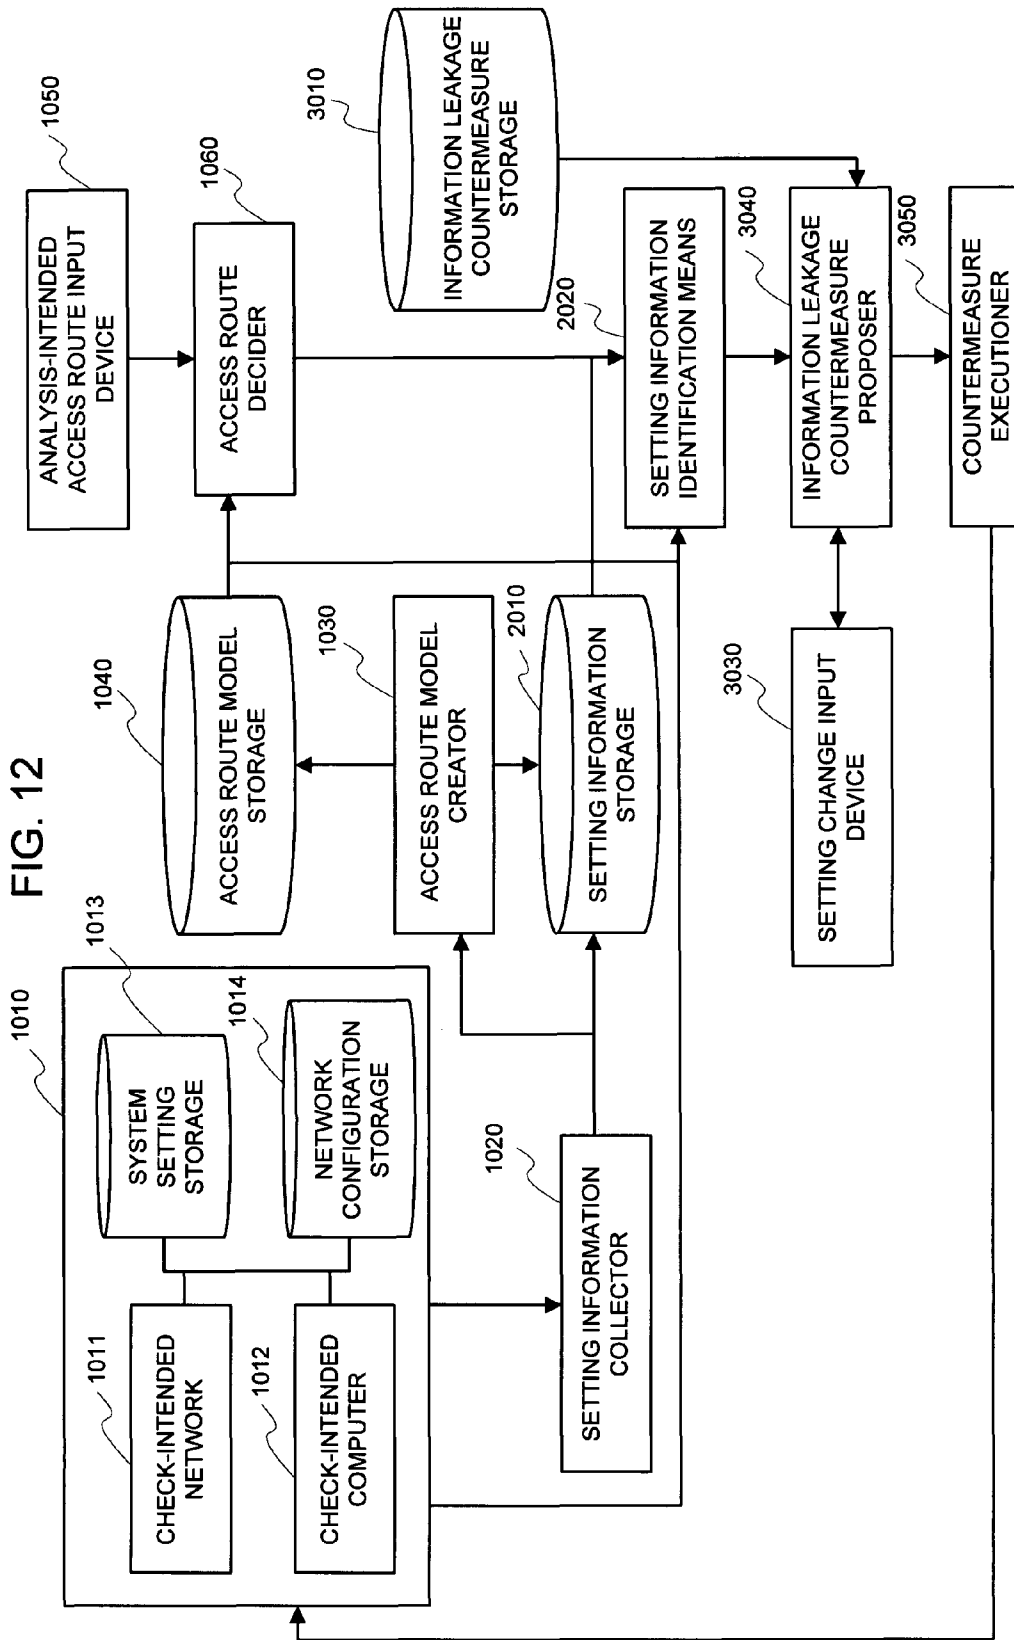 FIG. 12
1010
1011
CHECK-INTENDED
NETWORK
1012
CHECK-INTENDED
COMPUTER
1013
SYSTEM
SETTING
STORAGE
1014
NETWORK
CONFIGURATION
STORAGE
1020
SETTING INFORMATION
COLLECTOR
1040
ACCESS ROUTE MODEL
STORAGE
1030
ACCESS ROUTE MODEL
CREATOR
2010
SETTING INFORMATION
STORAGE
3030
SETTING CHANGE INPUT
DEVICE
1050
ANALYSIS-INTENDED
ACCESS ROUTE INPUT
DEVICE
1060
ACCESS ROUTE
DECIDER
3010
INFORMATION LEAKAGE
COUNTERMEASURE
STORAGE
2020
SETTING INFORMATION
IDENTIFICATION MEANS
3040
INFORMATION LEAKAGE
COUNTERMEASURE
PROPOSER
3050
COUNTERMEASURE
EXECUTIONER